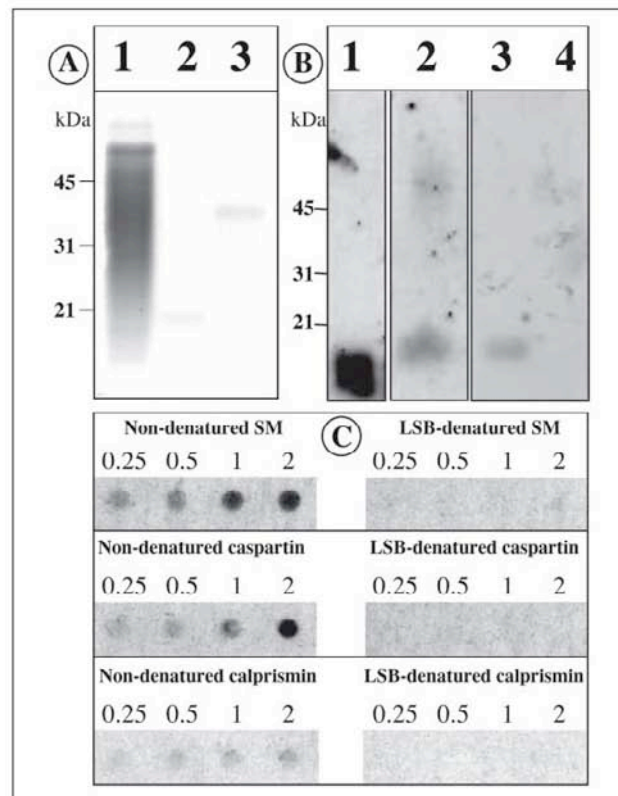 A 1 2 3
kDa
45
31
21
B 1 2 3 4
kDa
45
31
21
C
Non-denatured SM
0.25 0.5 1 2
LSB-denatured SM
0.25 0.5 1 2
Non-denatured caspartin
0.25 0.5 1 2
LSB-denatured caspartin
0.25 0.5 1 2
Non-denatured calprismin
0.25 0.5 1 2
LSB-denatured calprismin
0.25 0.5 1 2